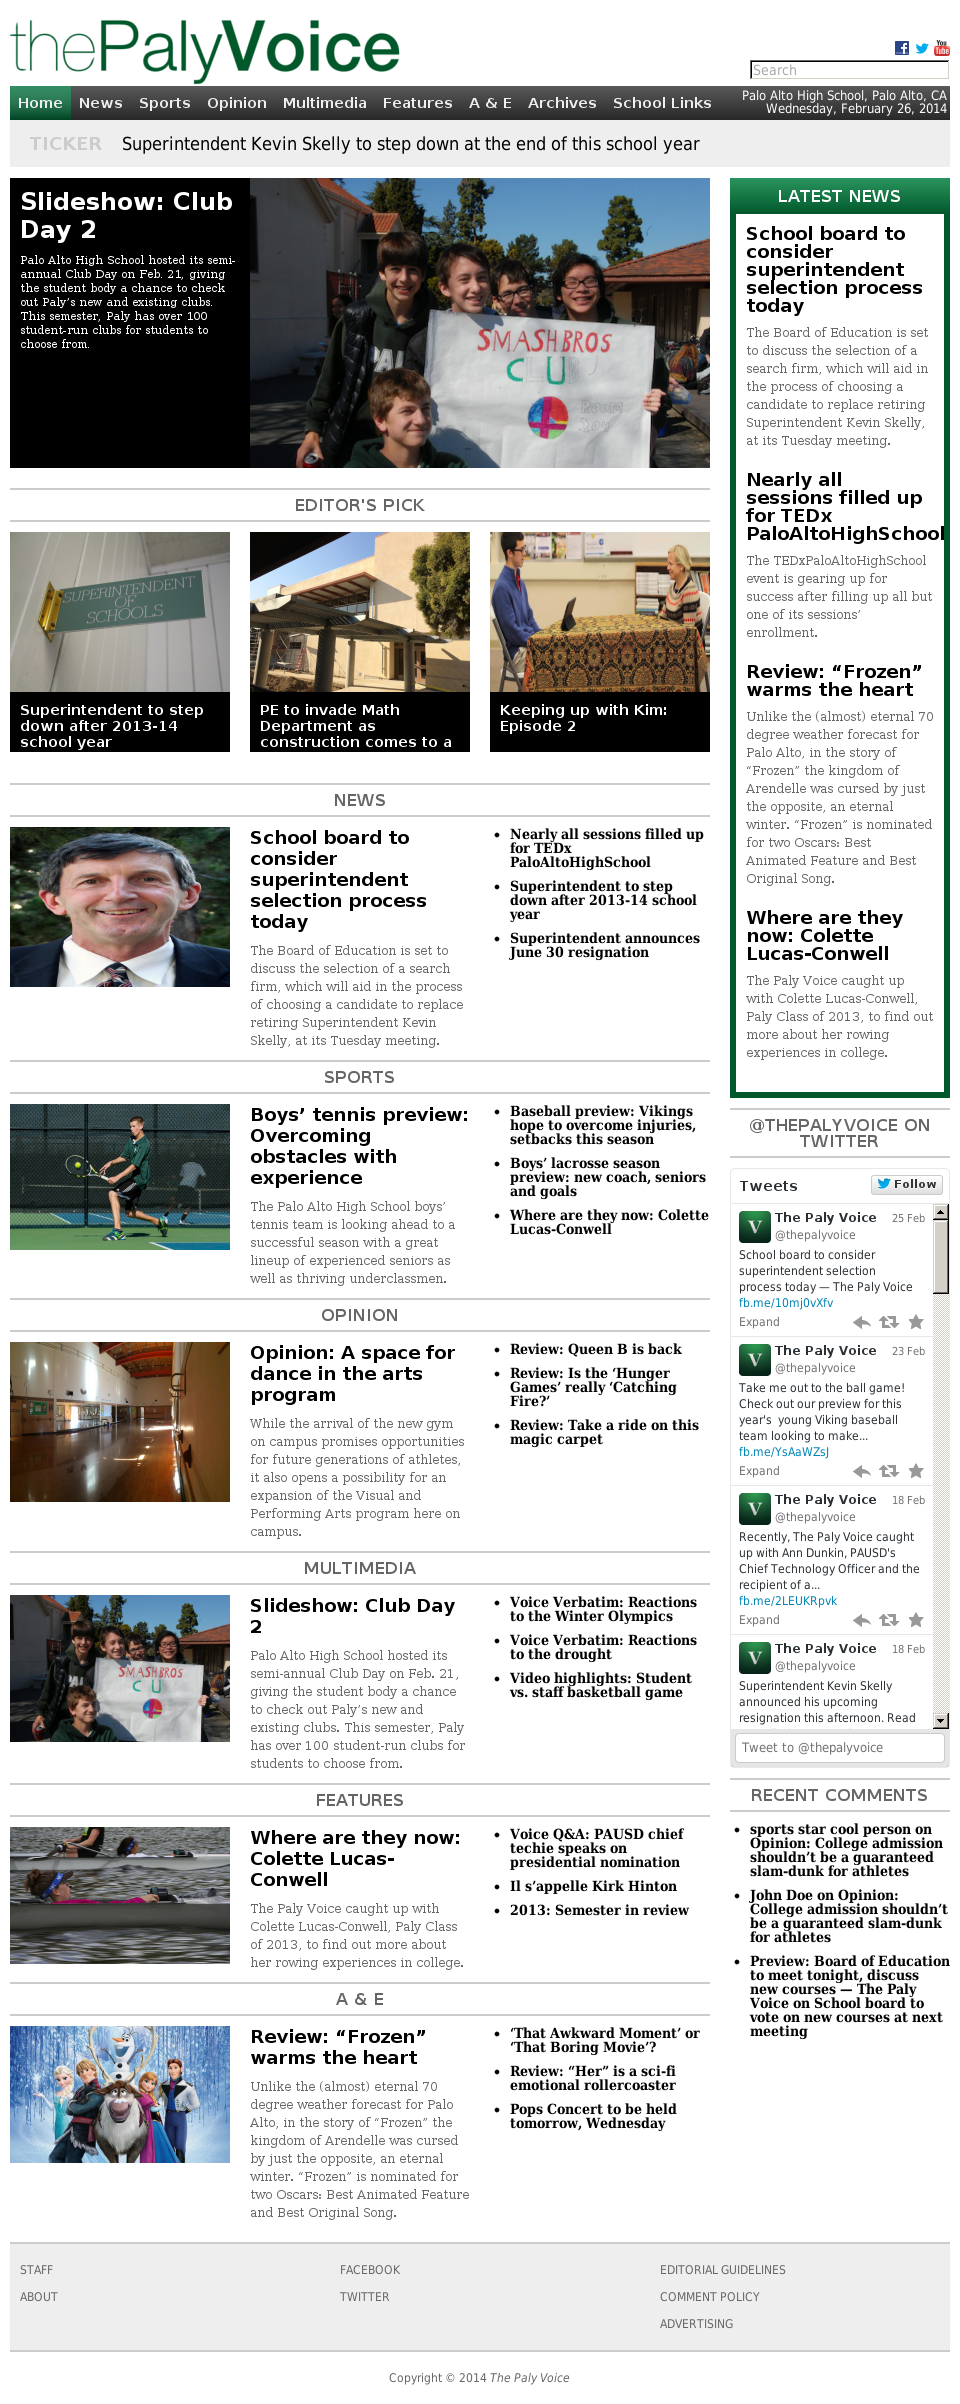 thePalyVoice
Search
Home News Sports Opinion Multimedia Features A & E Archives School Links
Palo Alto High School, Palo Alto, CA
Wednesday, February 26, 2014
TICKER Superintendent Kevin Skelly to step down at the end of this school year
Slideshow: Club
Day 2
Palo Alto High School hosted its semi-
annual Club Day on Feb. 21, giving
the student body a chance to check
out Paly's new and existing clubs.
This semester, Paly has over 100
student-run clubs for students to
choose from.
SMASH BROS
EDITOR'S PICK
SUPERINTENDENT
OF
SCHOOLS
Superintendent to step
down after 2013-14
school year
PE to invade Math
Department as
construction comes to a
Keeping up with Kim:
Episode 2
NEWS
School board to
consider
superintendent
selection process
today
The Board of Education is set to
discuss the selection of a search
firm, which will aid in the process
of choosing a candidate to replace
retiring Superintendent Kevin
Skelly, at its Tuesday meeting.
• Nearly all sessions filled up
for TEDx
PaloAltoHighSchool
• Superintendent to step
down after 2013-14 school
year
• Superintendent announces
June 30 resignation
SPORTS
Boys’ tennis preview:
Overcoming
obstacles with
experience
The Palo Alto High School boys’
tennis team is looking ahead to a
successful season with a great
lineup of experienced seniors as
well as thriving underclassmen.
• Baseball preview: Vikings
hope to overcome injuries,
setbacks this season
• Boys’ lacrosse season
preview: new coach, seniors
and goals
• Where are they now: Colette
Lucas-Conwell
OPINION
Opinion: A space for
dance in the arts
program
While the arrival of the new gym
on campus promises opportunities
for future generations of athletes,
it also opens a possibility for an
expansion of the Visual and
Performing Arts program here on
campus.
• Review: Queen B is back
• Review: Is the ‘Hunger
Games’ really ‘Catching
Fire?’
• Review: Take a ride on this
magic carpet
MULTIMEDIA
SMASHBROS
Slideshow: Club Day
2
Palo Alto High School hosted its
semi-annual Club Day on Feb. 21,
giving the student body a chance
to check out Paly’s new and
existing clubs. This semester, Paly
has over 100 student-run clubs for
students to choose from.
• Voice Verbatim: Reactions
to the Winter Olympics
• Voice Verbatim: Reactions
to the drought
• Video highlights: Student
vs. staff basketball game
FEATURES
Where are they now:
Colette Lucas-
Conwell
The Paly Voice caught up with
Colette Lucas-Conwell, Paly Class
of 2013, to find out more about
her rowing experiences in college.
• Voice Q&A: PAUSD chief
techie speaks on
presidential nomination
• Il s’appelle Kirk Hinton
• 2013: Semester in review
A & E
Review: “Frozen”
warms the heart
Unlike the (almost) eternal 70
degree weather forecast for Palo
Alto, in the story of “Frozen” the
kingdom of Arendelle was cursed
by just the opposite, an eternal
winter. “Frozen” is nominated for
two Oscars: Best Animated Feature
and Best Original Song.
• ‘That Awkward Moment’ or
‘That Boring Movie’?
• Review: “Her” is a sci-fi
emotional rollercoaster
• Pops Concert to be held
tomorrow, Wednesday
LATEST NEWS
School board to
consider
superintendent
selection process
today
The Board of Education is set
to discuss the selection of a
search firm, which will aid in
the process of choosing a
candidate to replace retiring
Superintendent Kevin Skelly,
at its Tuesday meeting.
Nearly all
sessions filled up
for TEDx
PaloAltoHighSchool
The TEDxPaloAltoHighSchool
event is gearing up for
success after filling up all but
one of its sessions’
enrollment.
Review: “Frozen”
warms the heart
Unlike the (almost) eternal 70
degree weather forecast for
Palo Alto, in the story of
“Frozen” the kingdom of
Arendelle was cursed by just
the opposite, an eternal
winter. “Frozen” is nominated
for two Oscars: Best
Animated Feature and Best
Original Song.
Where are they
now: Colette
Lucas-Conwell
The Paly Voice caught up
with Colette Lucas-Conwell,
Paly Class of 2013, to find out
more about her rowing
experiences in college.
@THEPALYVOICE ON
TWITTER
Tweets Follow
V The Paly Voice 25 Feb
@thepalyvoice
School board to consider
superintendent selection
process today — The Paly Voice
fb.me/10mj0vXfv
Expand
V The Paly Voice 23 Feb
@thepalyvoice
Take me out to the ball game!
Check out our preview for this
year's young Viking baseball
team looking to make...
fb.me/YsAaWZsJ
Expand
V The Paly Voice 18 Feb
@thepalyvoice
Recently, The Paly Voice caught
up with Ann Dunkin, PAUSD's
Chief Technology Officer and the
recipient of a...
fb.me/2LEUKRpvk
Expand
V The Paly Voice 18 Feb
@thepalyvoice
Superintendent Kevin Skelly
announced his upcoming
resignation this afternoon. Read
Tweet to @thepalyvoice
RECENT COMMENTS
• sports star cool person on
Opinion: College admission
shouldn’t be a guaranteed
slam-dunk for athletes
• John Doe on Opinion:
College admission shouldn’t
be a guaranteed slam-dunk
for athletes
• Preview: Board of Education
to meet tonight, discuss
new courses — The Paly
Voice on School board to
vote on new courses at next
meeting
STAFF FACEBOOK EDITORIAL GUIDELINES
ABOUT TWITTER COMMENT POLICY
ADVERTISING
Copyright © 2014 The Paly Voice